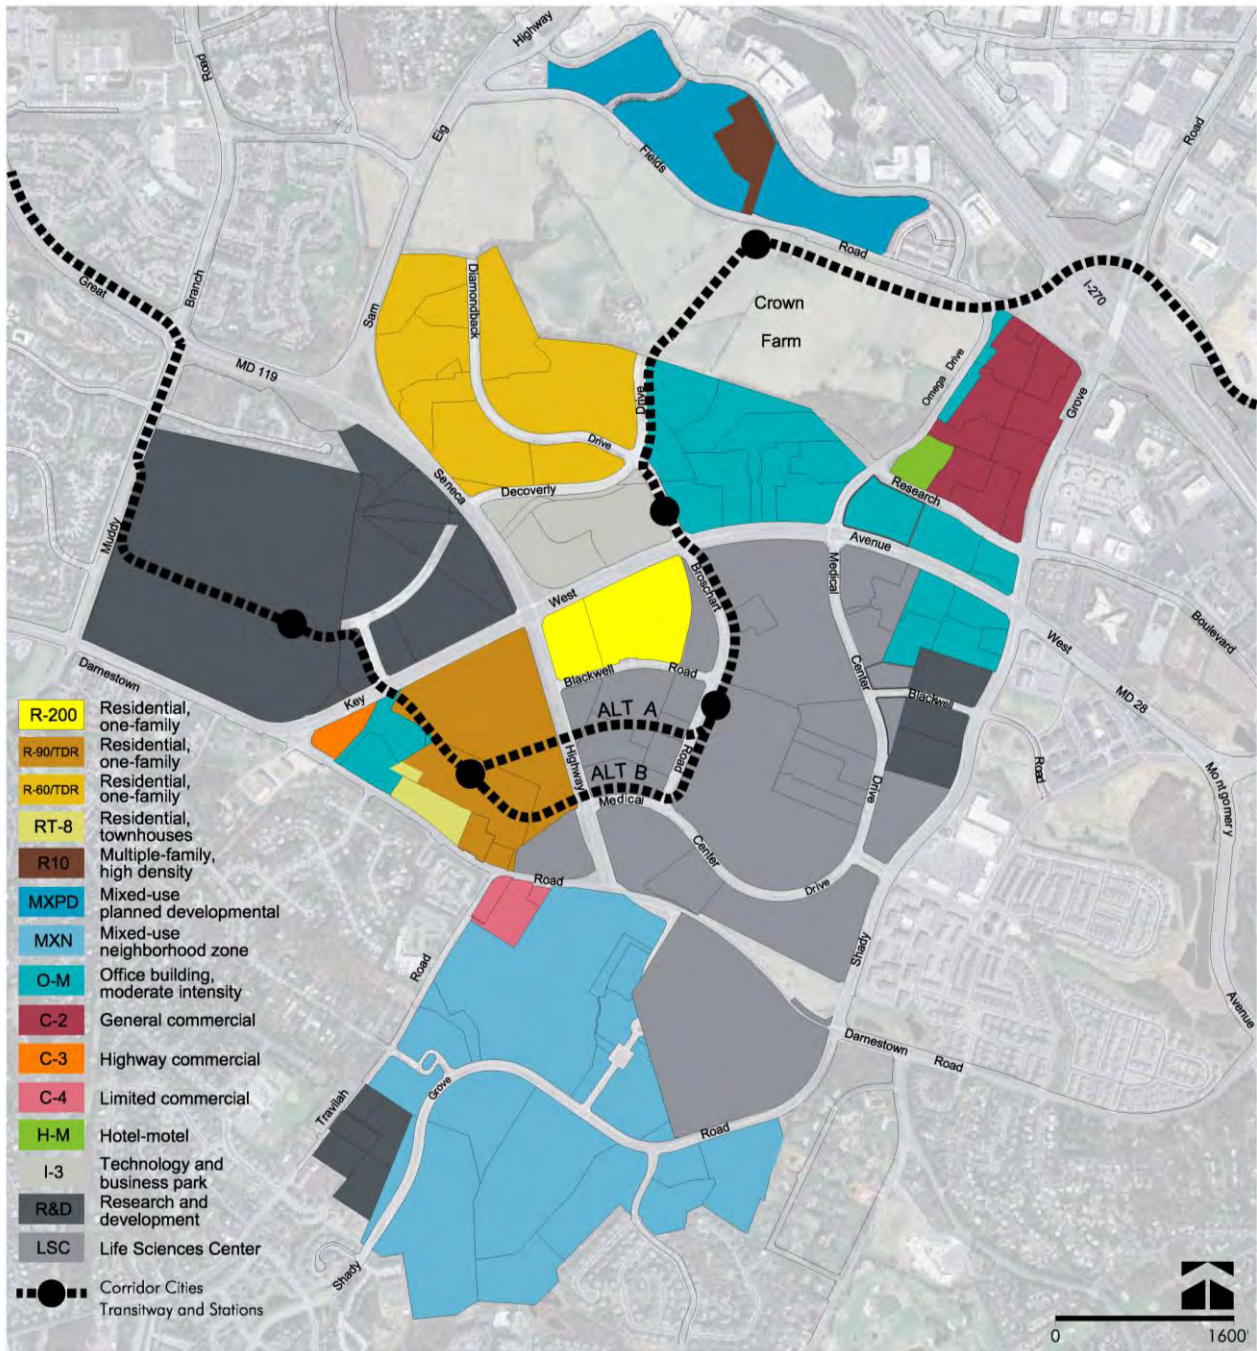 Highway
Road
Eig
Fields
Road
Road
Great
Branch
Sam
Diamondback
Crown
Farm
I-270
MD 119
Drive
Omega Drive
Grove
Drive
Decoverly
Seneca
Research
Muddy
Avenue
Medical
West
Broschart
Boulevard
West
Darnestown
Blackwell
Road
Center
Blackwell
MD 28
Key
ALT A
Highway
Road
ALT B
Medical
Drive
Road
Montgomery
Center
Drive
Road
Shady
Avenue
Road
Darnestown
Road
Grove
Travilah
Road
Shady
R-200
Residential,
one-family
R-90/TDR
Residential,
one-family
R-60/TDR
Residential,
one-family
RT-8
Residential,
townhouses
R10
Multiple-family,
high density
MXPD
Mixed-use
planned developmental
MXN
Mixed-use
neighborhood zone
O-M
Office building,
moderate intensity
C-2
General commercial
C-3
Highway commercial
C-4
Limited commercial
H-M
Hotel-motel
I-3
Technology and
business park
R&D
Research and
development
LSC
Life Sciences Center
Corridor Cities
Transitway and Stations
0
1600'